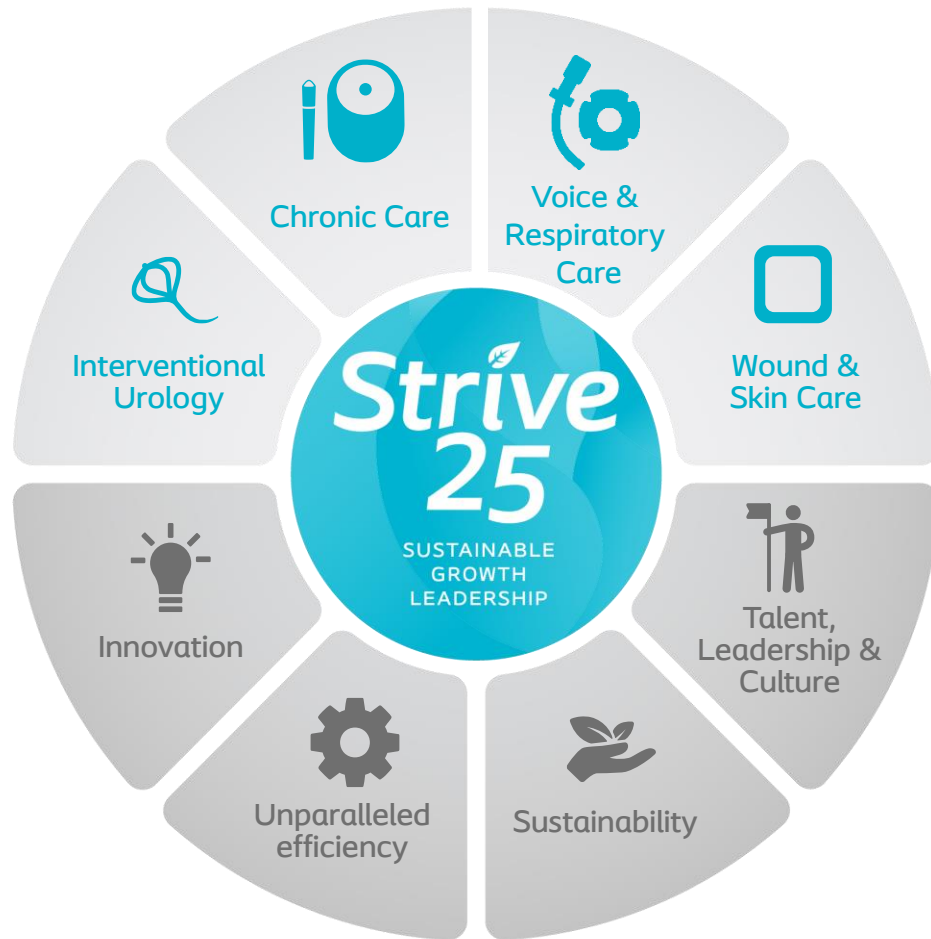 Chronic Care
Voice &
Respiratory
Care
Interventional
Urology
Wound &
Skin Care
Strive
25
SUSTAINABLE
GROWTH
LEADERSHIP
Innovation
Talent,
Leadership &
Culture
Unparalleled
efficiency
Sustainability